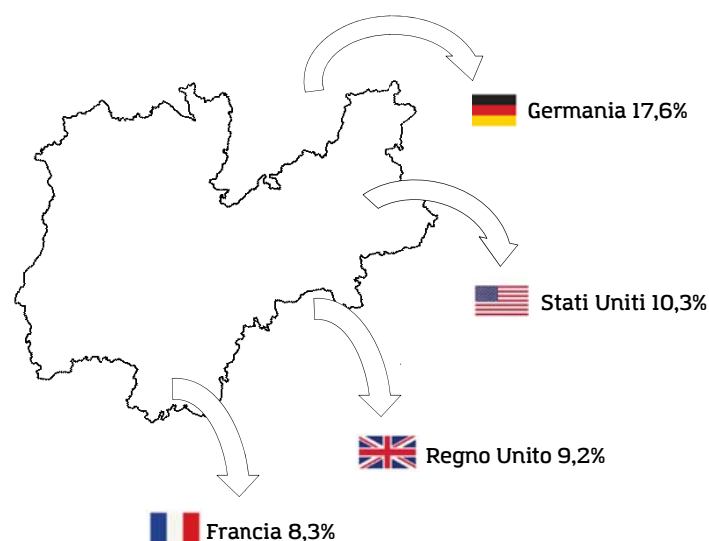 Germania 17,6%
Stati Uniti 10,3%
Regno Unito 9,2%
Francia 8,3%